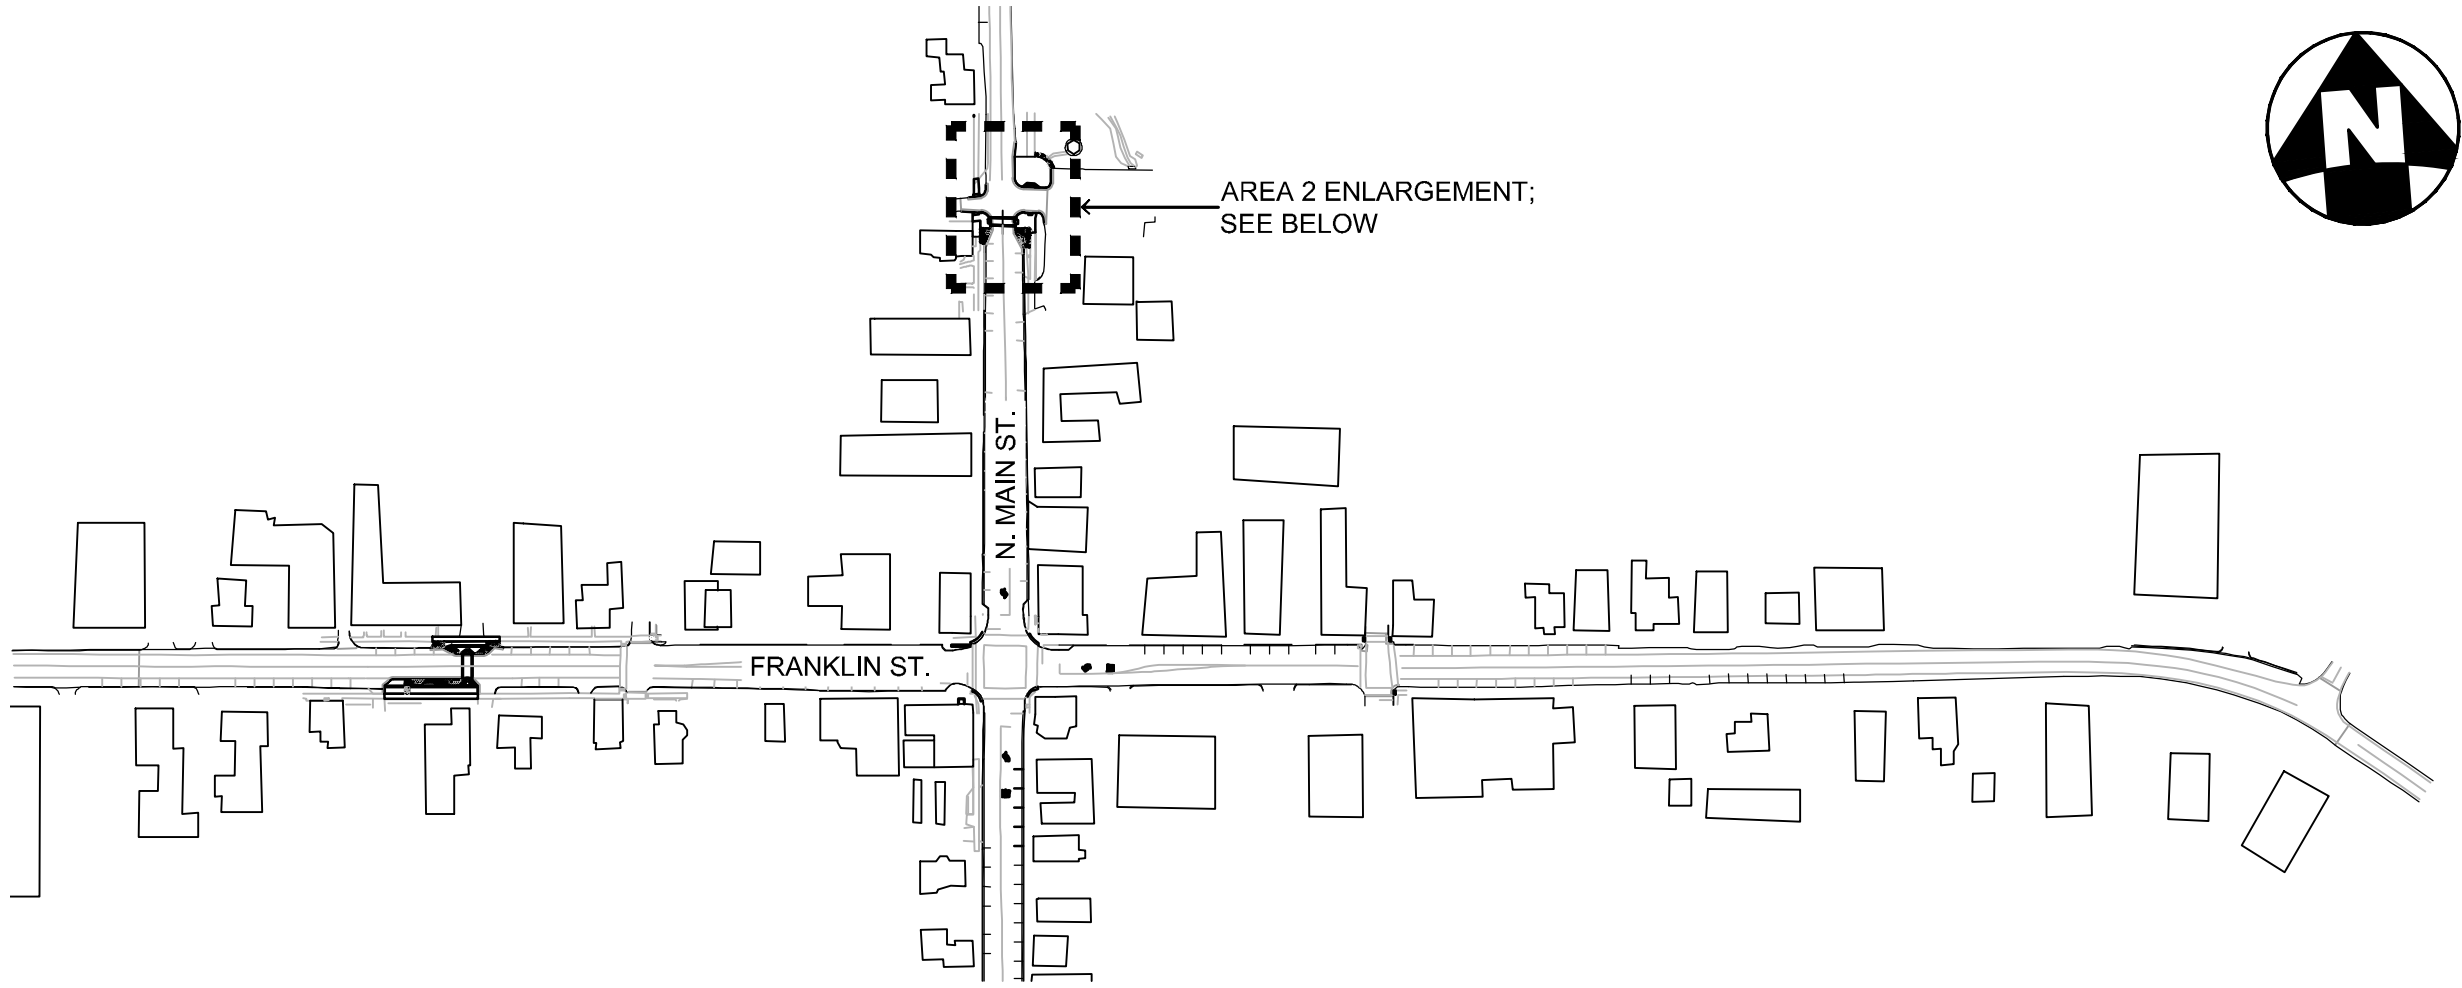 N
AREA 2 ENLARGEMENT;
SEE BELOW
N. MAIN ST.
FRANKLIN ST.